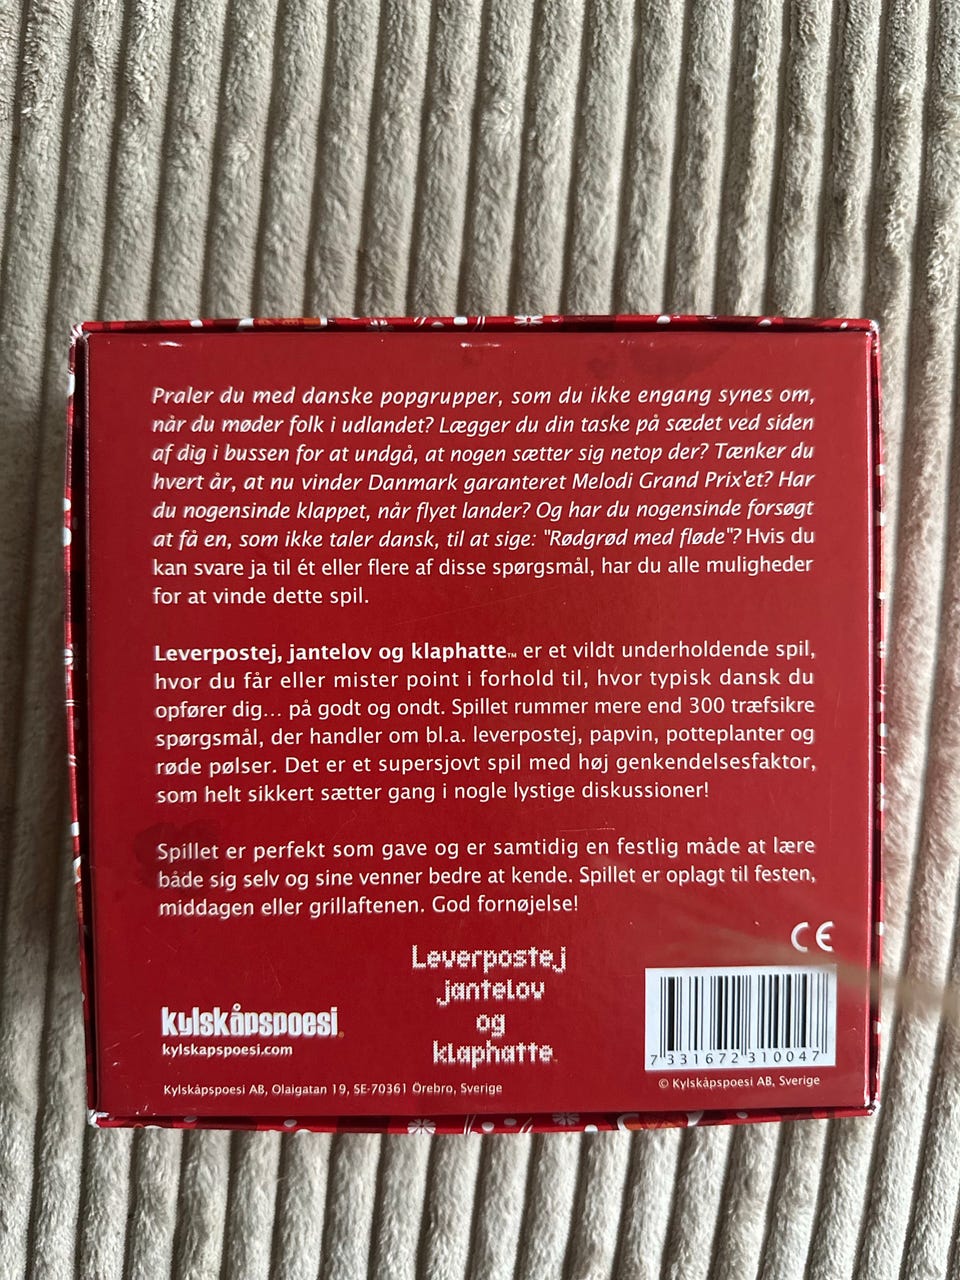 Praler du med danske popgrupper, som du ikke engang synes om,
når du møder folk i udlandet? Lægger du din taske på sædet ved siden
af dig i bussen for at undgå, at nogen sætter sig netop der? Tænker du
hvert år, at nu vinder Danmark garanteret Melodi Grand Prix'et? Har
du nogensinde klappet, når flyet lander? Og har du nogensinde forsøgt
at få en, som ikke taler dansk, til at sige: "Rødgrød med fløde"? Hvis du
kan svare ja til ét eller flere af disse spørgsmål, har du alle muligheder
for at vinde dette spil.
Leverpostej, jantelov og klaphatte™ er et vildt underholdende spil,
hvor du får eller mister point i forhold til, hvor typisk dansk du
opfører dig... på godt og ondt. Spillet rummer mere end 300 træfsikre
spørgsmål, der handler om bl.a. leverpostej, papvin, potteplanter og
røde pølser. Det er et supersjovt spil med høj genkendelsesfaktor,
som helt sikkert sætter gang i nogle lystige diskussioner!
Spillet er perfekt som gave og er samtidig en festlig måde at lære
både sig selv og sine venner bedre at kende. Spillet er oplagt til festen,
middagen eller grillaftenen. God fornøjelse!
CE
Leverpostej
jantelov
og
klaphatte
kylskåpspoesi
kylskapspoesi.com
Kylskåpspoesi AB, Olaigatan 19, SE-70361 Örebro, Sverige
7 331672 310047
© Kylskåpspoesi AB, Sverige